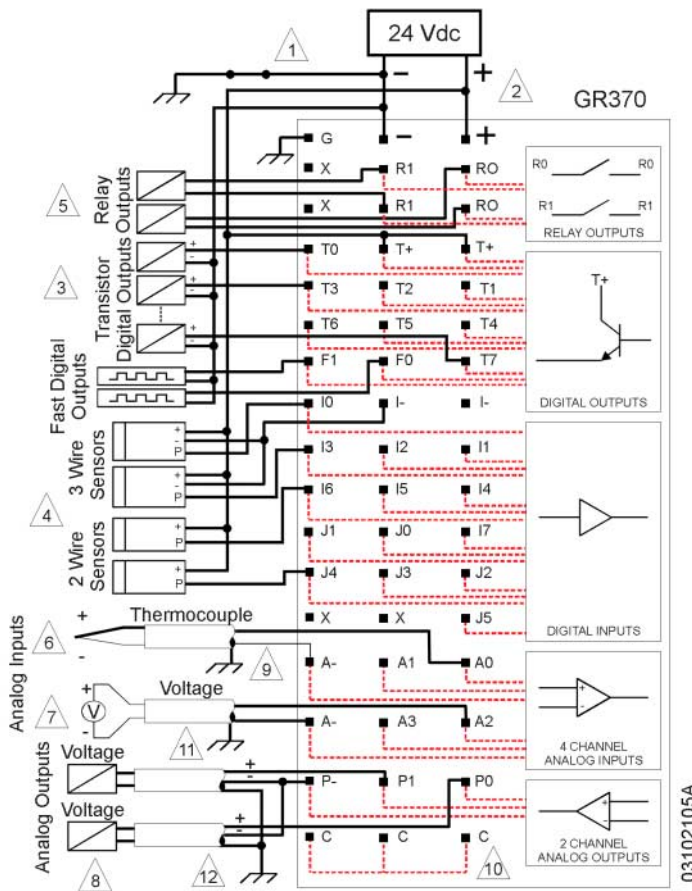 24 Vdc
1
2
-
+
GR370
G
-
+
X
R1
RO
X
R1
RO
R0
R0
R1
R1
RELAY OUTPUTS
5
Relay
Outputs
3
Transistor
Digital Outputs
+
-
+
-
+
-
T0
T+
T+
T3
T2
T1
T6
T5
T4
F1
F0
T7
T+
DIGITAL OUTPUTS
Fast Digital
Outputs
I0
I-
I-
I3
I2
I1
I6
I5
I4
J1
J0
I7
J4
J3
J2
X
X
J5
DIGITAL INPUTS
4
3 Wire
Sensors
+
-
P
+
-
P
2 Wire
Sensors
+
P
+
P
Analog Inputs
6
+
-
Thermocouple
9
A-
A1
A0
7
+
V
-
Voltage
11
A-
A3
A2
+
-
4 CHANNEL
ANALOG INPUTS
Analog Outputs
Voltage
+
-
P-
P1
P0
Voltage
+
-
8
12
C
C
C
10
+
-
2 CHANNEL
ANALOG OUTPUTS
03102105A